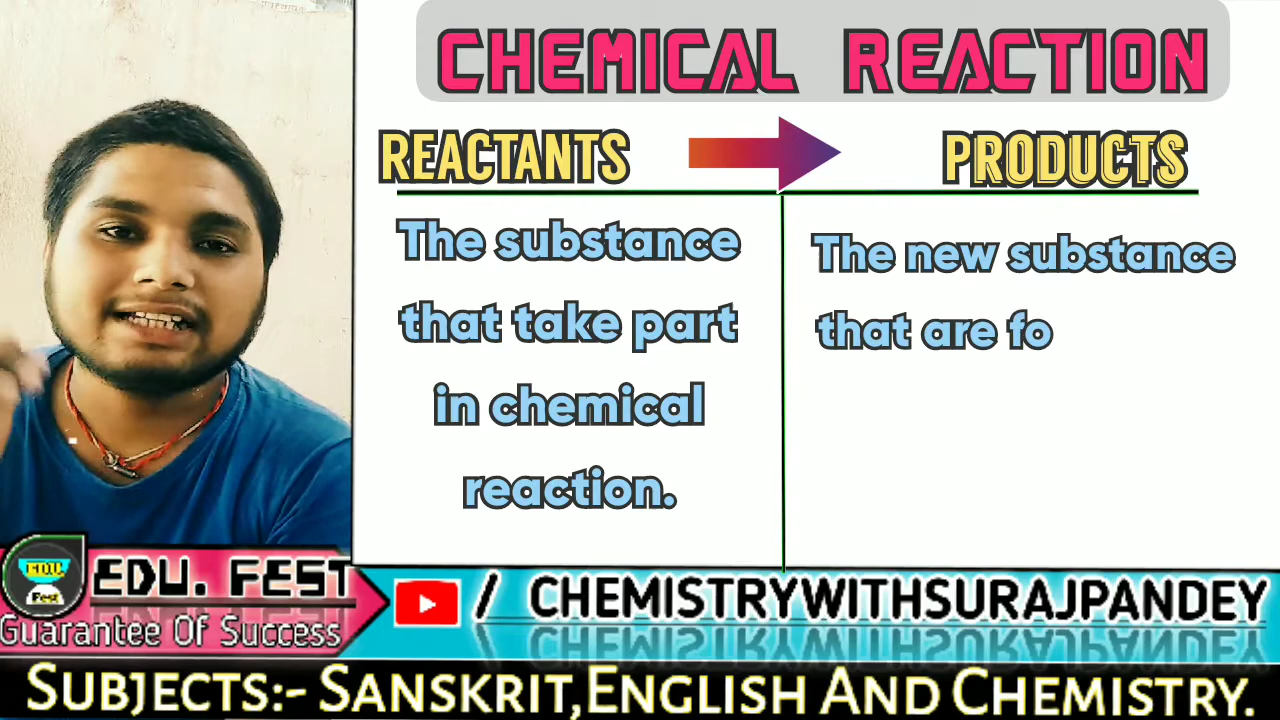 CHEMICAL REACTION
REACTANTS
PRODUCTS
The substance
that take part
in chemical
reaction.
The new substance
that are fo
Fest
EDU. FEST
Guarantee Of Success
/ CHEMISTRYWITHSURAJPANDEY
SUBJECTS:- SANSKRIT,ENGLISH AND CHEMISTRY.